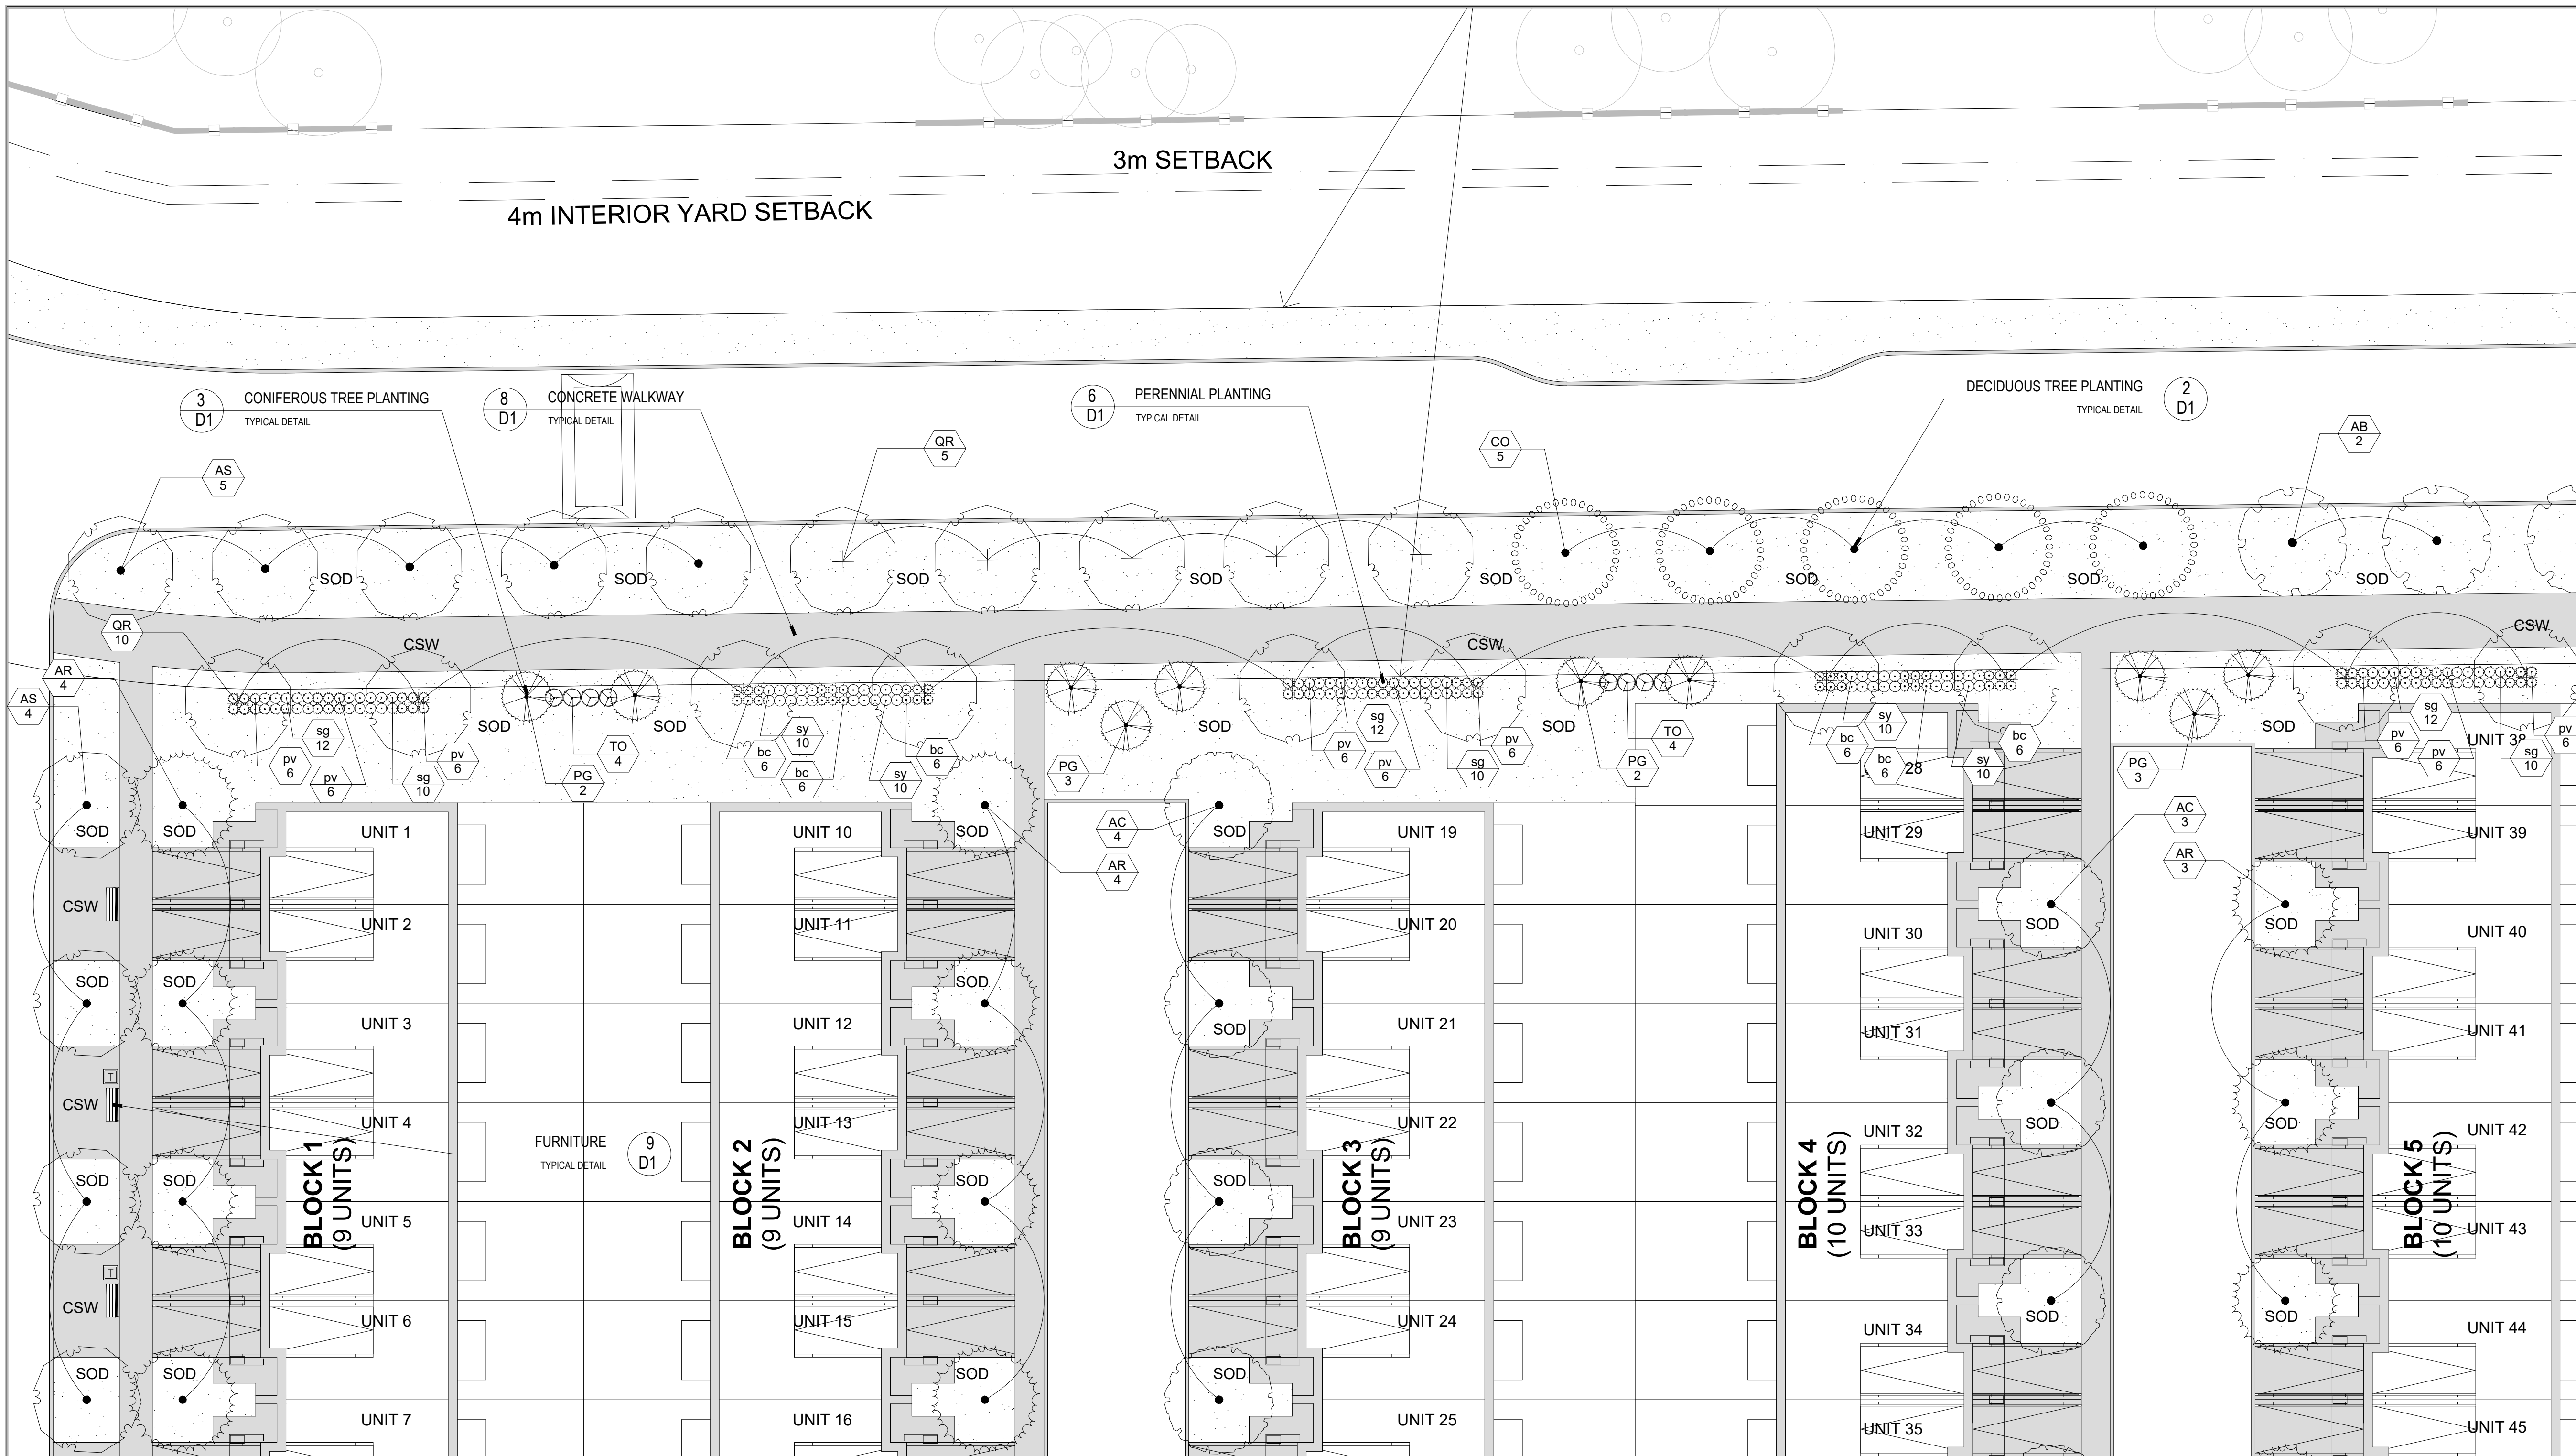 3m SETBACK
4m INTERIOR YARD SETBACK
3
D1
CONIFEROUS TREE PLANTING
TYPICAL DETAIL
8
D1
CONCRETE WALKWAY
TYPICAL DETAIL
6
D1
PERENNIAL PLANTING
TYPICAL DETAIL
DECIDUOUS TREE PLANTING
TYPICAL DETAIL
2
D1
AS
5
QR
5
CO
5
AB
2
SOD
SOD
SOD
SOD
SOD
SOD
SOD
SOD
QR
10
CSW
CSW
CSW
AR
4
AS
4
SOD
SOD
SOD
SOD
SOD
sg
12
pv
6
pv
6
sg
10
pv
6
TO
4
PG
2
sy
10
bc
6
bc
6
sy
10
bc
6
PG
3
sg
12
pv
6
pv
6
sg
10
pv
6
TO
4
PG
2
sy
10
bc
6
bc
6
sy
10
bc
6
PG
3
sg
12
pv
6
pv
6
sg
10
pv
6
UNIT 38
28
SOD
SOD
UNIT 1
UNIT 10
SOD
AC
4
SOD
UNIT 19
UNIT 29
AC
3
UNIT 39
AR
4
AR
3
CSW
UNIT 2
UNIT 11
UNIT 20
UNIT 30
SOD
SOD
UNIT 40
SOD
SOD
SOD
UNIT 3
UNIT 12
SOD
UNIT 21
UNIT 31
UNIT 41
T
CSW
UNIT 4
UNIT 13
UNIT 22
UNIT 32
SOD
SOD
UNIT 42
FURNITURE
TYPICAL DETAIL
9
D1
BLOCK 1
(9 UNITS)
BLOCK 2
(9 UNITS)
BLOCK 3
(9 UNITS)
BLOCK 4
(10 UNITS)
BLOCK 5
(10 UNITS)
SOD
SOD
SOD
SOD
UNIT 5
UNIT 14
UNIT 23
UNIT 33
UNIT 43
T
CSW
UNIT 6
UNIT 15
UNIT 24
UNIT 34
SOD
SOD
UNIT 44
SOD
SOD
SOD
SOD
UNIT 7
UNIT 16
UNIT 25
UNIT 35
UNIT 45